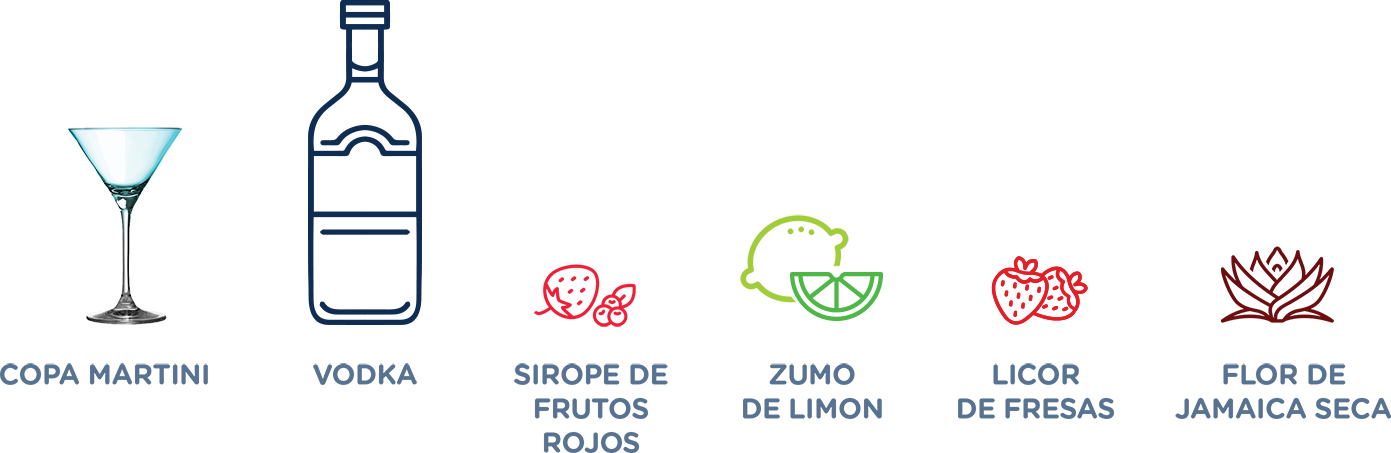 COPA MARTINI
VODKA
SIROPE DE
FRUTOS
ROJOS
ZUMO
DE LIMON
LICOR
DE FRESAS
FLOR DE
JAMAICA SECA